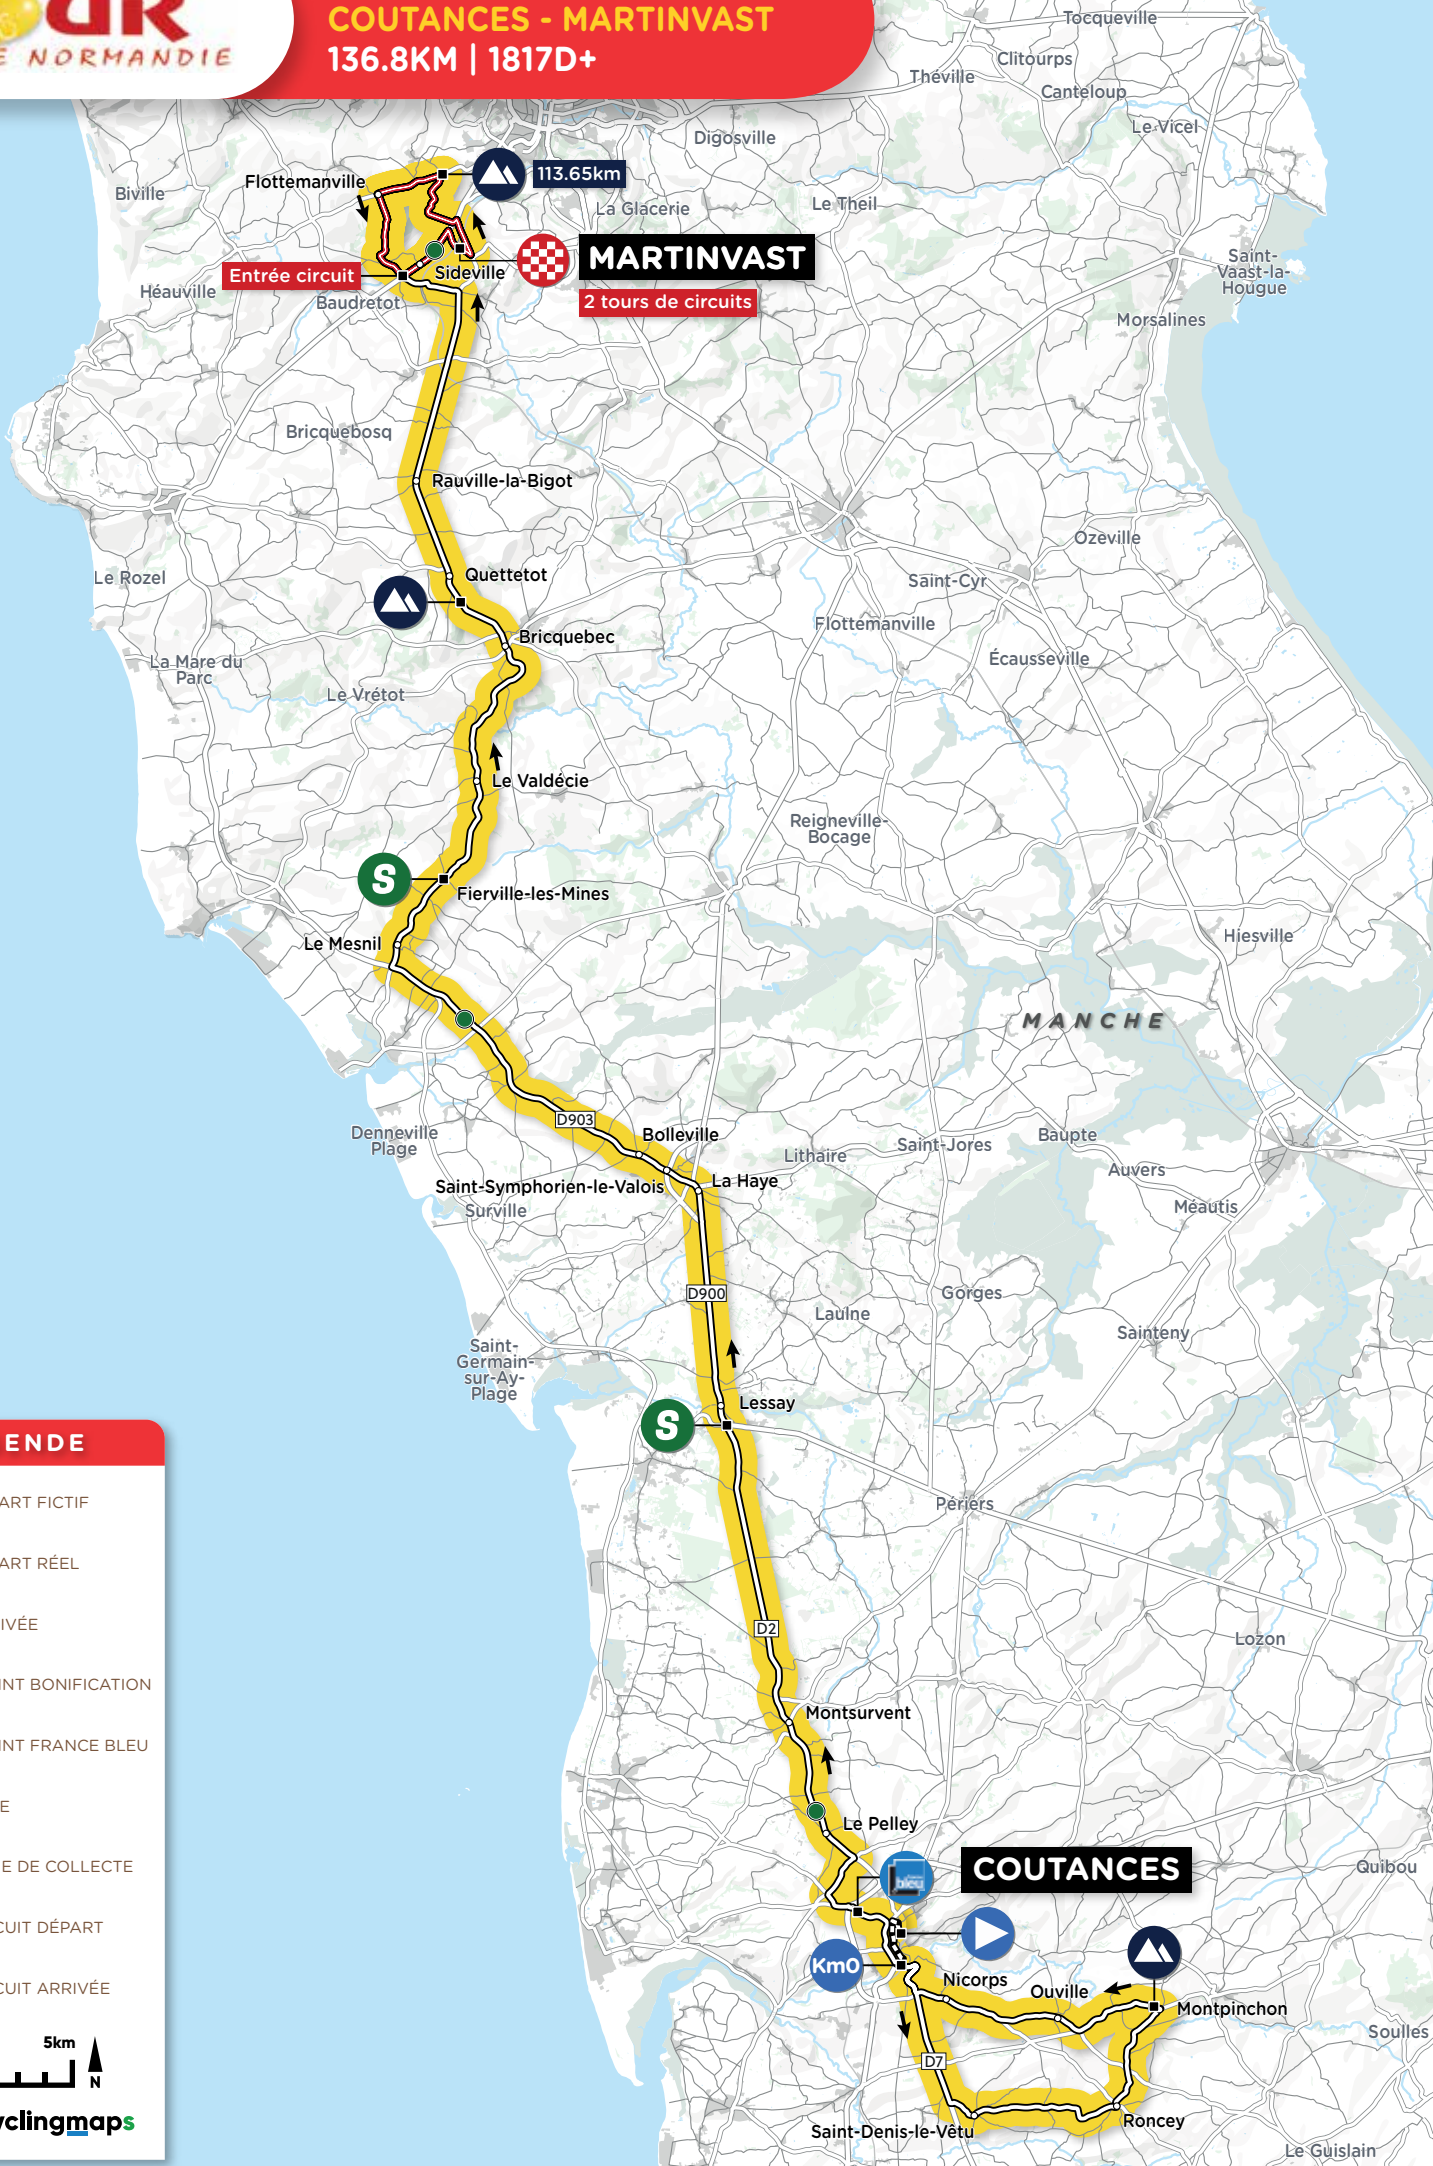 E NORMANDIE
COUTANCES - MARTINVAST
136.8KM | 1817D+
Tocqueville
Clitourps
Théville
Canteloup
Le Vicel
Digosville
113.65km
Flottemanville
Biville
La Glacerie
Le Theil
MARTINVAST
Entrée circuit
Sideville
2 tours de circuits
Héauville
Baudretot
Saint-
Vaast-la-
Hougue
Morsalines
Bricquebosq
Rauville-la-Bigot
Ozeville
Le Rozel
Quettetot
Saint-Cyr
Flottemanville
Bricquebec
Écausseville
La Mare du
Parc
Le Vrétot
Le Valdécie
Reigneville-
Bocage
S
Fierville-les-Mines
Le Mesnil
Hiesville
MANCHE
D903
Denneville
Plage
Bolleville
Lithaire
Saint-Jores
Baupte
Auvers
Saint-Symphorien-le-Valois
La Haye
Surville
Méautis
D900
Gorges
Laulne
Sainteny
Saint-
Germain-
sur-Ay-
Plage
Lessay
S
Périers
D2
Lozon
Montsurvent
Le Pelley
COUTANCES
Quibou
bleu
Km0
Nicorps
Ouville
Montpinchon
Soulles
D7
Saint-Denis-le-Vêtu
Roncey
Le Guislain
ENDE
ART FICTIF
ART RÉEL
IVÉE
INT BONIFICATION
INT FRANCE BLEU
E
E DE COLLECTE
CUIT DÉPART
CUIT ARRIVÉE
5km
N
yclingmaps